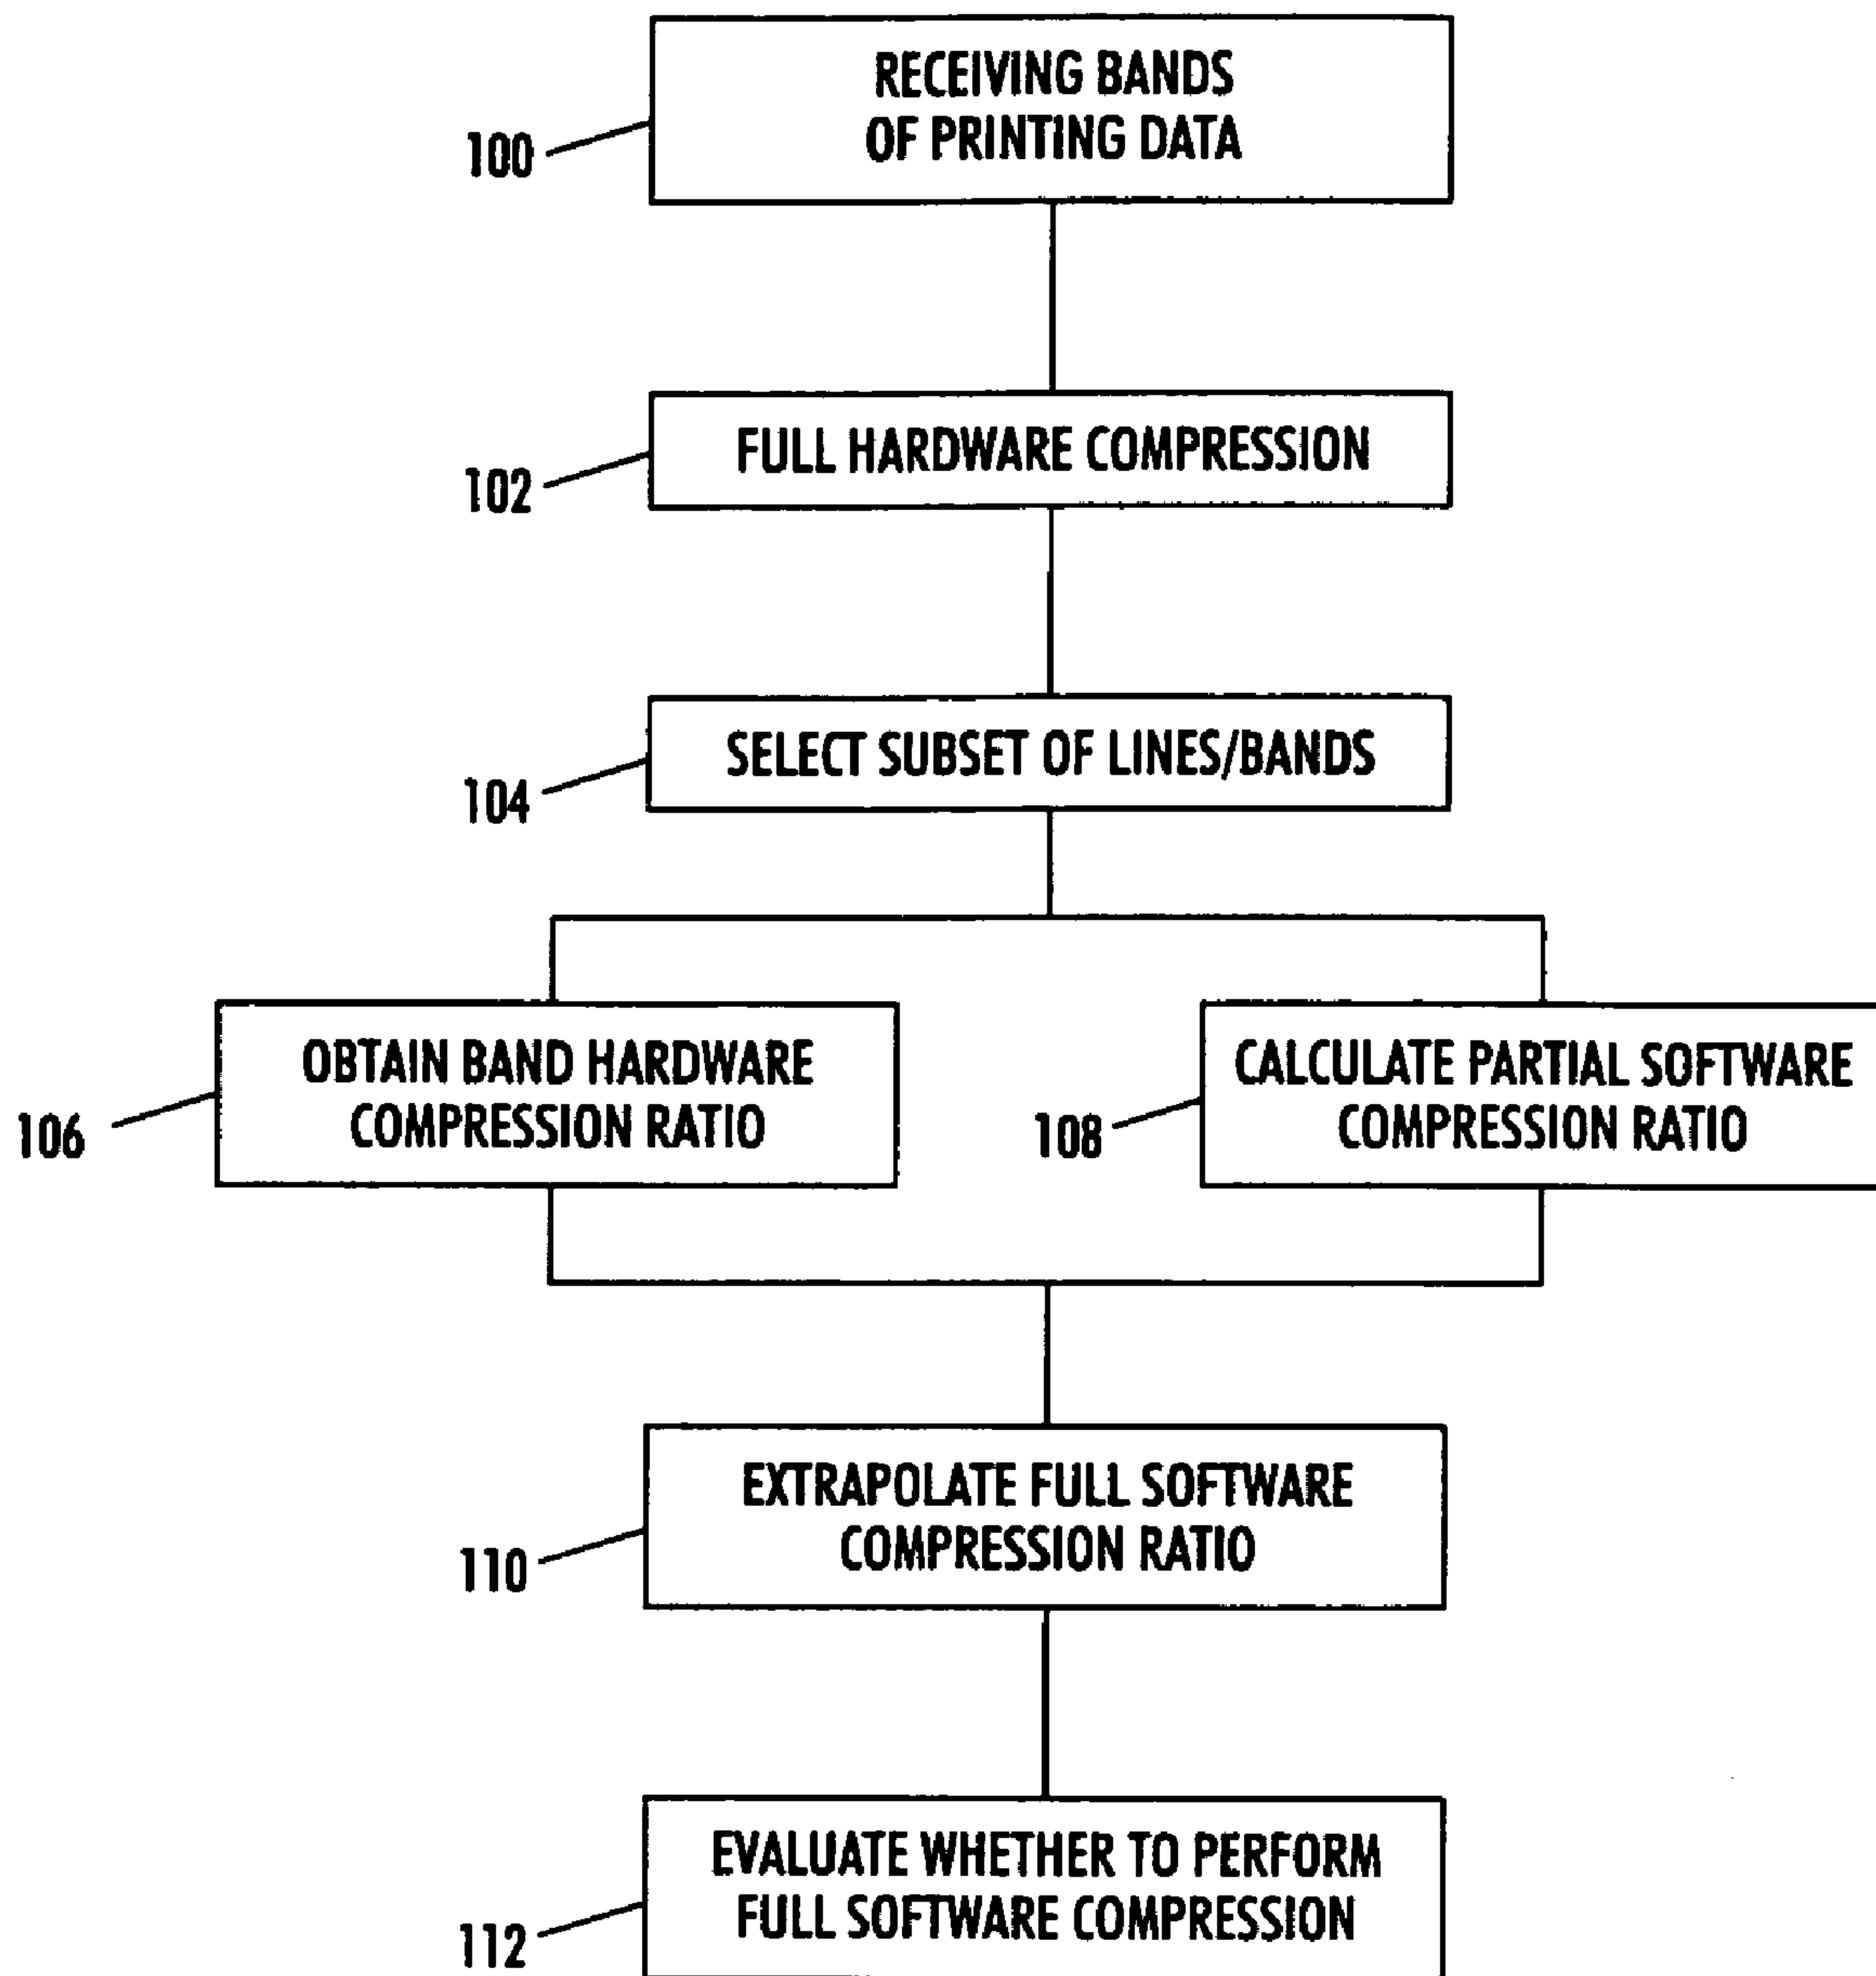 RECEIVING BANDS
OF PRINTING DATA
100
FULL HARDWARE COMPRESSION
102
SELECT SUBSET OF LINES/BANDS
104
OBTAIN BAND HARDWARE
COMPRESSION RATIO
106
CALCULATE PARTIAL SOFTWARE
COMPRESSION RATIO
108
EXTRAPOLATE FULL SOFTWARE
COMPRESSION RATIO
110
EVALUATE WHETHER TO PERFORM
FULL SOFTWARE COMPRESSION
112